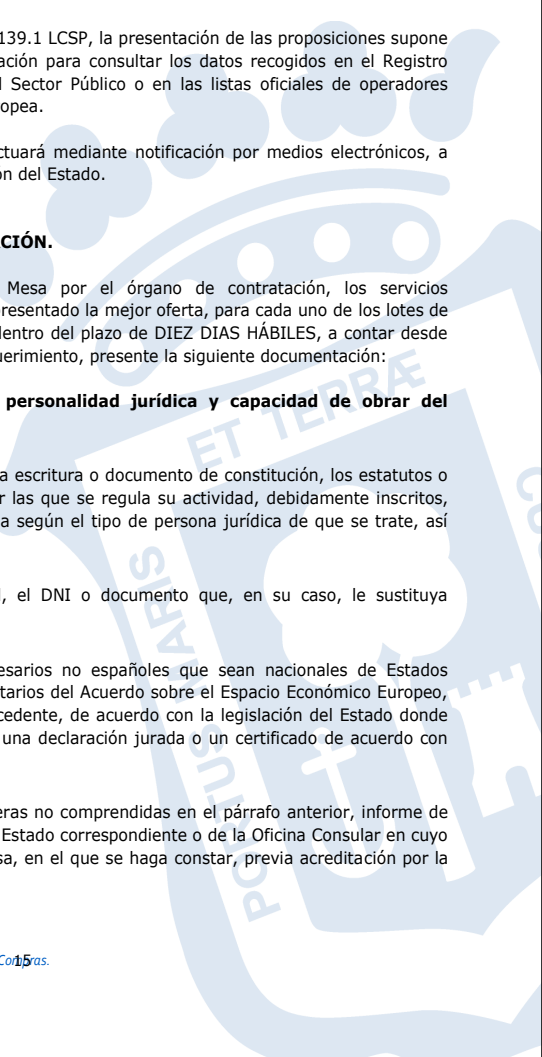 139.1 LCSP, la presentación de las proposiciones supone
ación para consultar los datos recogidos en el Registro
l Sector Público o en las listas oficiales de operadores
opea.
ctuará mediante notificación por medios electrónicos, a
ón del Estado.
ACIÓN.
Mesa por el órgano de contratación, los servicios
resentado la mejor oferta, para cada uno de los lotes de
dentro del plazo de DIEZ DIAS HÁBILES, a contar desde
uerimiento, presente la siguiente documentación:
personalidad jurídica y capacidad de obrar del
a escritura o documento de constitución, los estatutos o
r las que se regula su actividad, debidamente inscritos,
a según el tipo de persona jurídica de que se trate, así
, el DNI o documento que, en su caso, le sustituya
esarios no españoles que sean nacionales de Estados
tarios del Acuerdo sobre el Espacio Económico Europeo,
cedente, de acuerdo con la legislación del Estado donde
una declaración jurada o un certificado de acuerdo con
eras no comprendidas en el párrafo anterior, informe de
Estado correspondiente o de la Oficina Consular en cuyo
sa, en el que se haga constar, previa acreditación por la
Compras.
15
PORTUS MARIS
ET TERRÆ